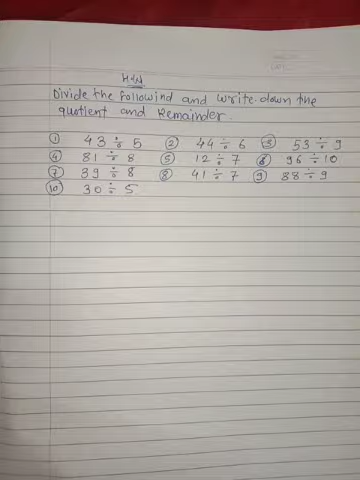 H.W
Divide the followind and write down the
quotient and Remainder.
① 43 ÷ 5 ② 44 ÷ 6 ③ 53 ÷ 9
④ 81 ÷ 8 ⑤ 12 ÷ 7 ⑥ 96 ÷ 10
⑦ 39 ÷ 8 ⑧ 41 ÷ 7 ⑨ 88 ÷ 9
⑩ 30 ÷ 5